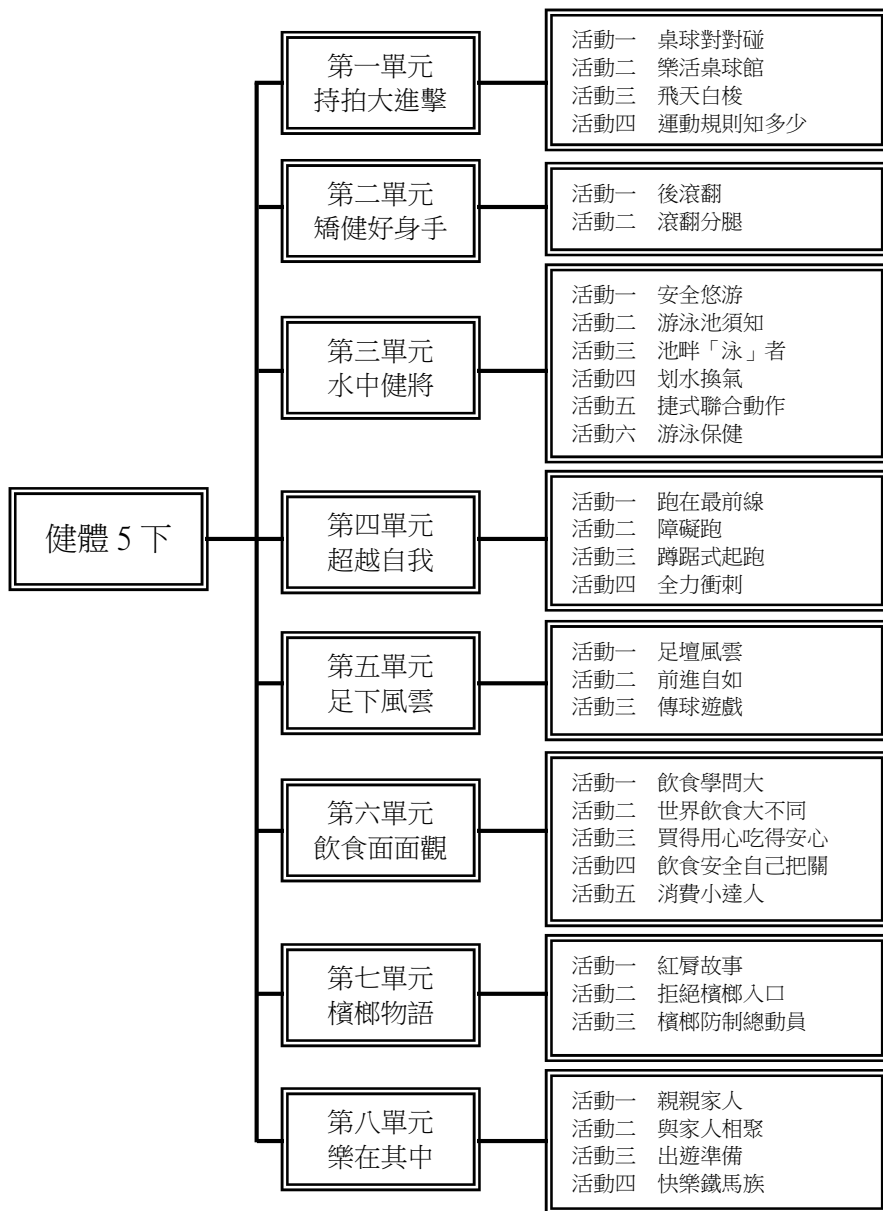 健體 5 下
第一單元
持拍大進擊
活動一 桌球對對碰
活動二 樂活桌球館
活動三 飛天白梭
活動四 運動規則知多少
第二單元
矯健好身手
活動一 後滾翻
活動二 滾翻分腿
第三單元
水中健將
活動一 安全悠游
活動二 游泳池須知
活動三 池畔「泳」者
活動四 划水換氣
活動五 捷式聯合動作
活動六 游泳保健
第四單元
超越自我
活動一 跑在最前線
活動二 障礙跑
活動三 蹲踞式起跑
活動四 全力衝刺
第五單元
足下風雲
活動一 足壇風雲
活動二 前進自如
活動三 傳球遊戲
第六單元
飲食面面觀
活動一 飲食學問大
活動二 世界飲食大不同
活動三 買得用心吃得安心
活動四 飲食安全自己把關
活動五 消費小達人
第七單元
檳榔物語
活動一 紅脣故事
活動二 拒絕檳榔入口
活動三 檳榔防制總動員
第八單元
樂在其中
活動一 親親家人
活動二 與家人相聚
活動三 出遊準備
活動四 快樂鐵馬族